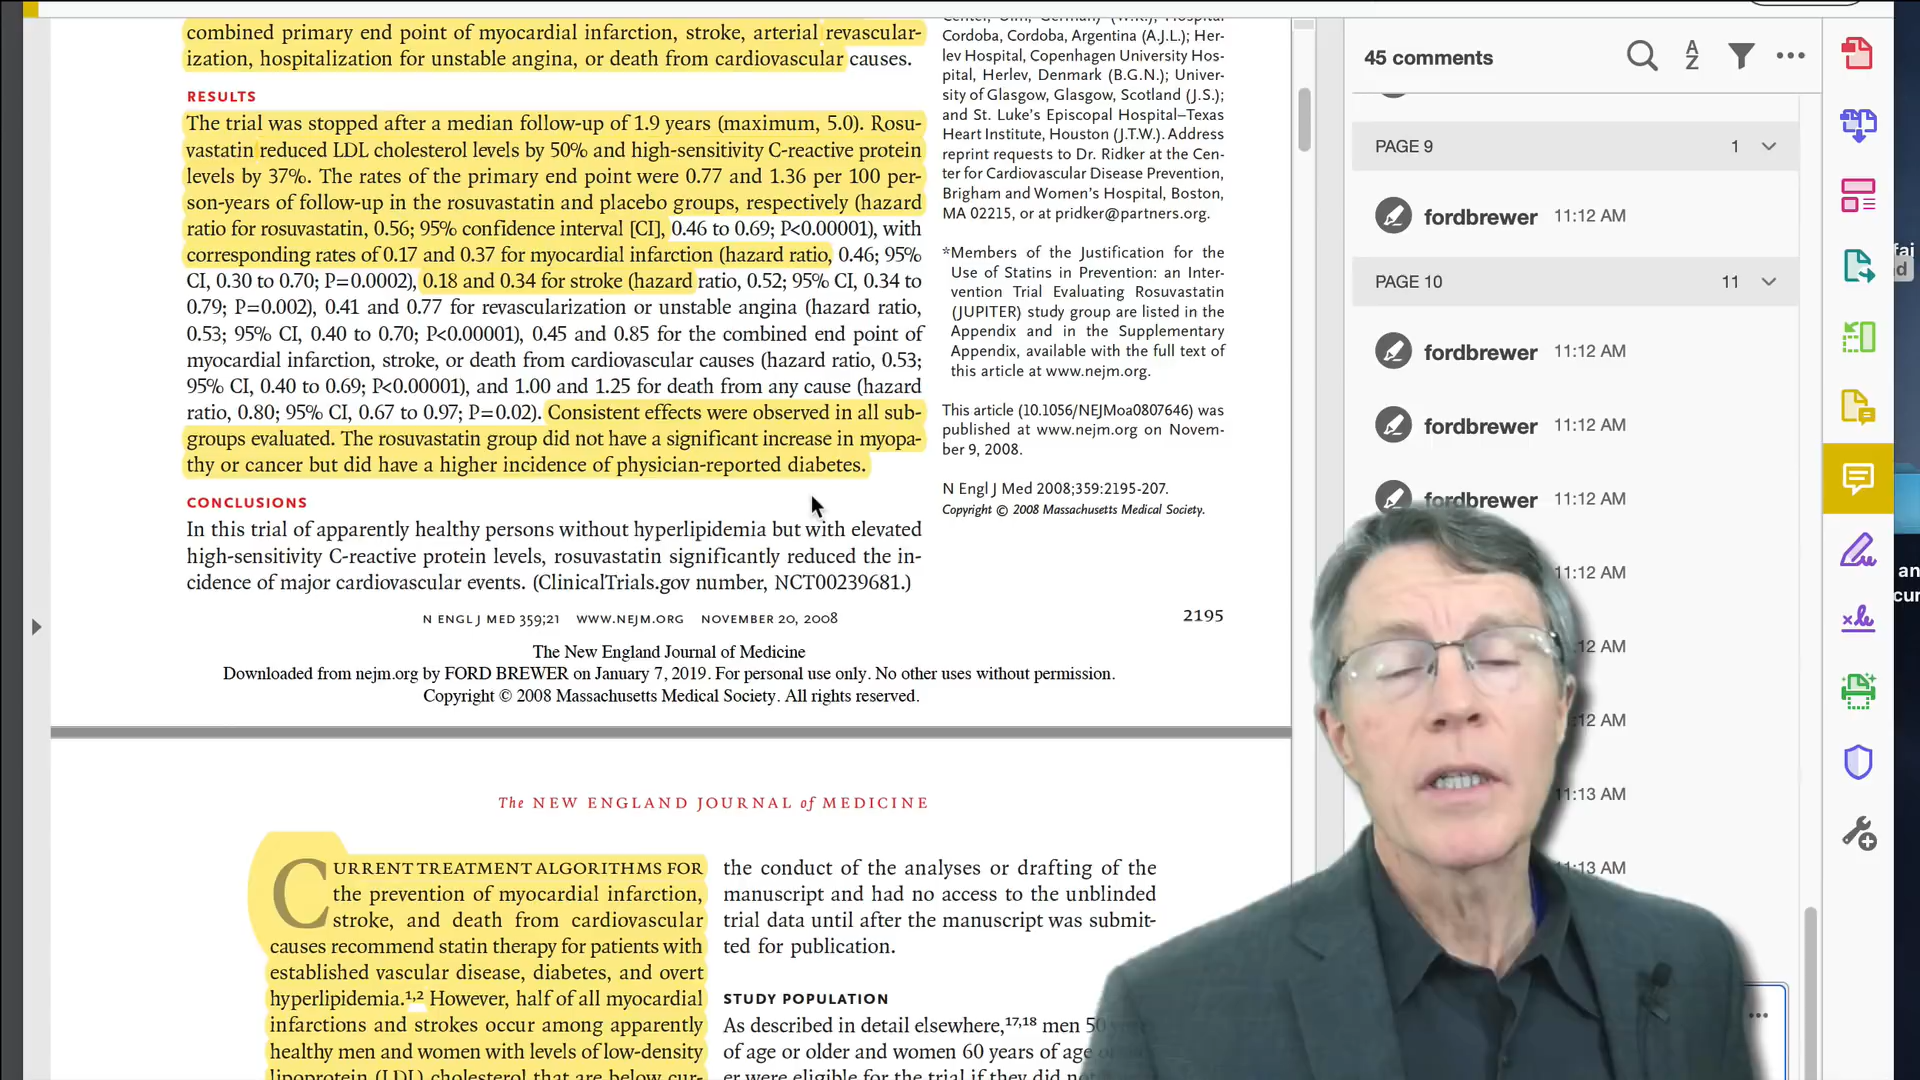 combined primary end point of myocardial infarction, stroke, arterial revascular-
ization, hospitalization for unstable angina, or death from cardiovascular causes.
RESULTS
The trial was stopped after a median follow-up of 1.9 years (maximum, 5.0). Rosu-
vastatin reduced LDL cholesterol levels by 50% and high-sensitivity C-reactive protein
levels by 37%. The rates of the primary end point were 0.77 and 1.36 per 100 per-
son-years of follow-up in the rosuvastatin and placebo groups, respectively (hazard
ratio for rosuvastatin, 0.56; 95% confidence interval [CI], 0.46 to 0.69; P<0.00001), with
corresponding rates of 0.17 and 0.37 for myocardial infarction (hazard ratio, 0.46; 95%
CI, 0.30 to 0.70; P=0.0002), 0.18 and 0.34 for stroke (hazard ratio, 0.52; 95% CI, 0.34 to
0.79; P=0.002), 0.41 and 0.77 for revascularization or unstable angina (hazard ratio,
0.53; 95% CI, 0.40 to 0.70; P<0.00001), 0.45 and 0.85 for the combined end point of
myocardial infarction, stroke, or death from cardiovascular causes (hazard ratio, 0.53;
95% CI, 0.40 to 0.69; P<0.00001), and 1.00 and 1.25 for death from any cause (hazard
ratio, 0.80; 95% CI, 0.67 to 0.97; P=0.02). Consistent effects were observed in all sub-
groups evaluated. The rosuvastatin group did not have a significant increase in myopa-
thy or cancer but did have a higher incidence of physician-reported diabetes.
CONCLUSIONS
In this trial of apparently healthy persons without hyperlipidemia but with elevated
high-sensitivity C-reactive protein levels, rosuvastatin significantly reduced the in-
cidence of major cardiovascular events. (ClinicalTrials.gov number, NCT00239681.)
Center, Ulm, Germany (W.K.); Hospital
Cordoba, Cordoba, Argentina (A.J.L.); Her-
lev Hospital, Copenhagen University Hos-
pital, Herlev, Denmark (B.G.N.); Univer-
sity of Glasgow, Glasgow, Scotland (J.S.);
and St. Luke's Episcopal Hospital–Texas
Heart Institute, Houston (J.T.W.). Address
reprint requests to Dr. Ridker at the Cen-
ter for Cardiovascular Disease Prevention,
Brigham and Women's Hospital, Boston,
MA 02215, or at pridker@partners.org.
*Members of the Justification for the
Use of Statins in Prevention: an Inter-
vention Trial Evaluating Rosuvastatin
(JUPITER) study group are listed in the
Appendix and in the Supplementary
Appendix, available with the full text of
this article at www.nejm.org.
This article (10.1056/NEJMoa0807646) was
published at www.nejm.org on Novem-
ber 9, 2008.
N Engl J Med 2008;359:2195-207.
Copyright © 2008 Massachusetts Medical Society.
N ENGL J MED 359;21 WWW.NEJM.ORG NOVEMBER 20, 2008
2195
The New England Journal of Medicine
Downloaded from nejm.org by FORD BREWER on January 7, 2019. For personal use only. No other uses without permission.
Copyright © 2008 Massachusetts Medical Society. All rights reserved.
The NEW ENGLAND JOURNAL of MEDICINE
CURRENT TREATMENT ALGORITHMS FOR
the prevention of myocardial infarction,
stroke, and death from cardiovascular
causes recommend statin therapy for patients with
established vascular disease, diabetes, and overt
hyperlipidemia.1,2 However, half of all myocardial
infarctions and strokes occur among apparently
healthy men and women with levels of low-density
lipoprotein (LDL) cholesterol that are below cur-
the conduct of the analyses or drafting of the
manuscript and had no access to the unblinded
trial data until after the manuscript was submit-
ted for publication.
STUDY POPULATION
As described in detail elsewhere,17,18 men 50
of age or older and women 60 years of age
er were eligible for the trial if they did
45 comments
A
Z
PAGE 9 1
fordbrewer 11:12 AM
PAGE 10 11
fordbrewer 11:12 AM
fordbrewer 11:12 AM
fordbrewer 11:12 AM
11:12 AM
12 AM
12 AM
11:13 AM
13 AM